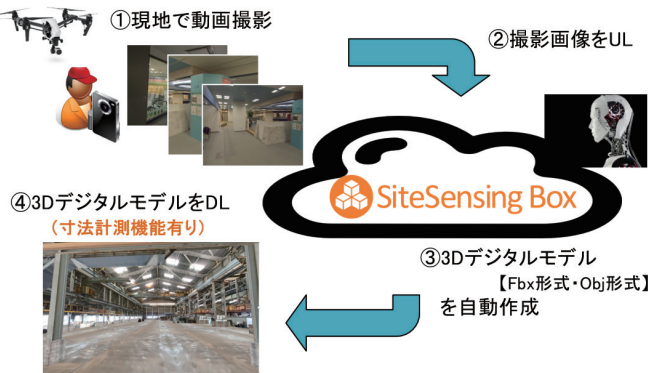 ①現地で動画撮影
②撮影画像をUL
SiteSensing Box
③3Dデジタルモデル
【Fbx形式・Obj形式】
を自動作成
④3DデジタルモデルをDL
（寸法計測機能有り）